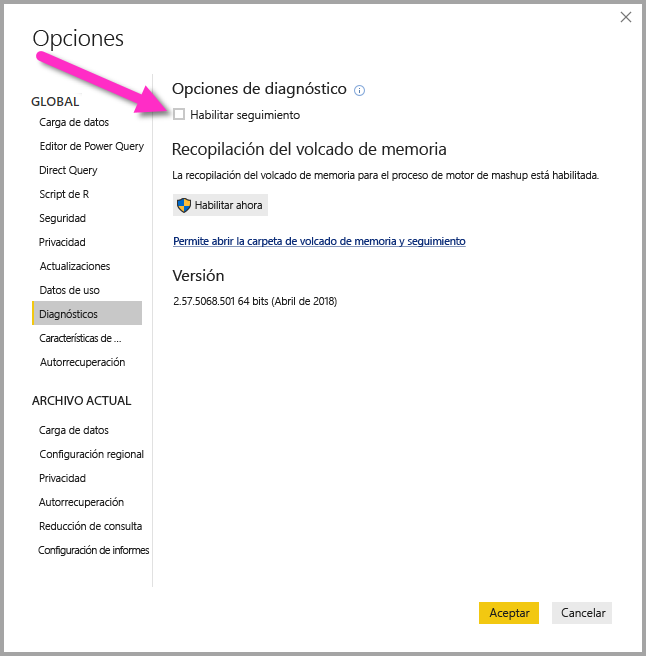 Opciones
GLOBAL
Carga de datos
Editor de Power Query
Direct Query
Script de R
Seguridad
Privacidad
Actualizaciones
Datos de uso
Diagnósticos
Características de ...
Autorrecuperación
ARCHIVO ACTUAL
Carga de datos
Configuración regional
Privacidad
Autorrecuperación
Reducción de consulta
Configuración de informes
Opciones de diagnóstico
Habilitar seguimiento
Recopilación del volcado de memoria
La recopilación del volcado de memoria para el proceso de motor de mashup está habilitada.
Habilitar ahora
Permite abrir la carpeta de volcado de memoria y seguimiento
Versión
2.57.5068.501 64 bits (Abril de 2018)
Aceptar
Cancelar